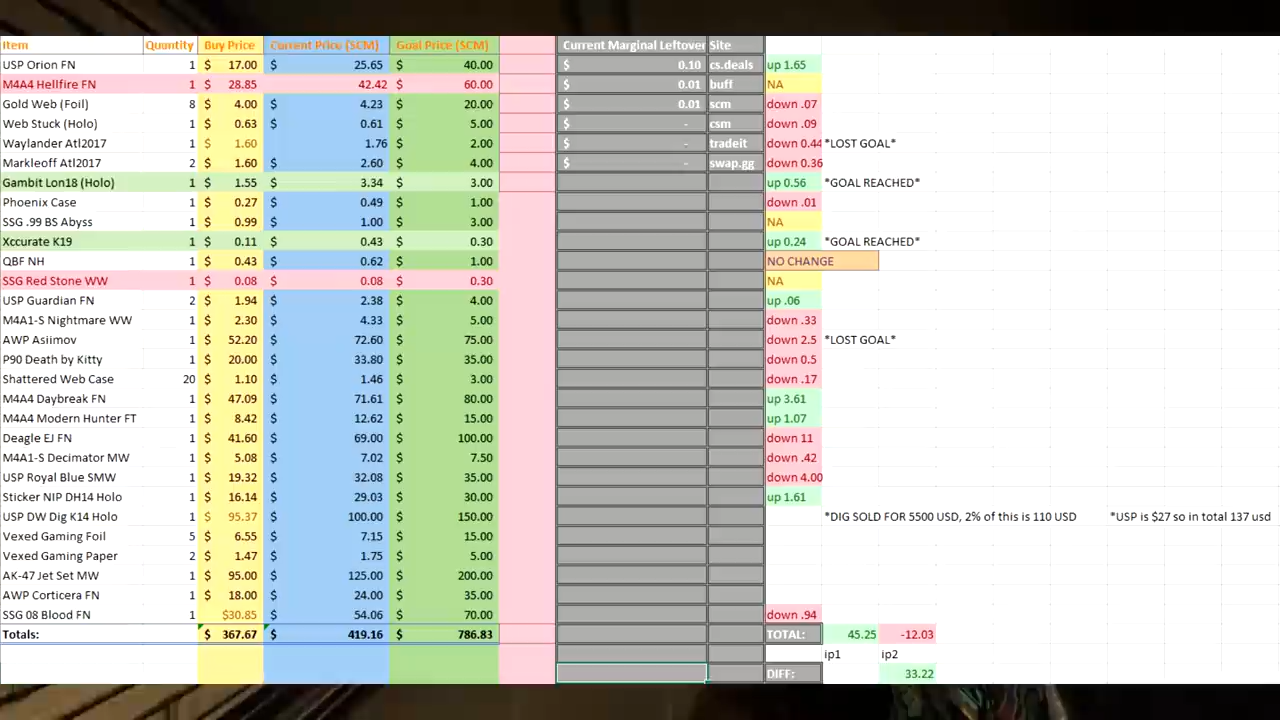 Item Quantity Buy Price Current Price (SCM) Goal Price (SCM) Current Marginal Leftover Site
USP Orion FN 1 $ 17.00 $ 25.65 $ 40.00 $ 0.10 cs.deals up 1.65
M4A4 Hellfire FN 1 $ 28.85 42.42 $ 60.00 $ 0.01 buff NA
Gold Web (Foil) 8 $ 4.00 $ 4.23 $ 20.00 $ 0.01 scm down .07
Web Stuck (Holo) 1 $ 0.63 $ 0.61 $ 5.00 $ - csm down .09
Waylander Atl2017 1 $ 1.60 1.76 $ 2.00 $ - tradeit down 0.44 *LOST GOAL*
Markleoff Atl2017 2 $ 1.60 $ 2.60 $ 4.00 $ - swap.gg down 0.36
Gambit Lon18 (Holo) 1 $ 1.55 $ 3.34 $ 3.00 up 0.56 *GOAL REACHED*
Phoenix Case 1 $ 0.27 $ 0.49 $ 1.00 down .01
SSG .99 BS Abyss 1 $ 0.99 $ 1.00 $ 3.00 NA
Xccurate K19 1 $ 0.11 $ 0.43 $ 0.30 up 0.24 *GOAL REACHED*
QBF NH 1 $ 0.43 $ 0.62 $ 1.00 NO CHANGE
SSG Red Stone WW 1 $ 0.08 $ 0.08 $ 0.30 NA
USP Guardian FN 2 $ 1.94 $ 2.38 $ 4.00 up .06
M4A1-S Nightmare WW 1 $ 2.30 $ 4.33 $ 5.00 down .33
AWP Asiimov 1 $ 52.20 $ 72.60 $ 75.00 down 2.5 *LOST GOAL*
P90 Death by Kitty 1 $ 20.00 $ 33.80 $ 35.00 down 0.5
Shattered Web Case 20 $ 1.10 $ 1.46 $ 3.00 down .17
M4A4 Daybreak FN 1 $ 47.09 $ 71.61 $ 80.00 up 3.61
M4A4 Modern Hunter FT 1 $ 8.42 $ 12.62 $ 15.00 up 1.07
Deagle EJ FN 1 $ 41.60 $ 69.00 $ 100.00 down 11
M4A1-S Decimator MW 1 $ 5.08 $ 7.02 $ 7.50 down .42
USP Royal Blue SMW 1 $ 19.32 $ 32.08 $ 35.00 down 4.00
Sticker NIP DH14 Holo 1 $ 16.14 $ 29.03 $ 30.00 up 1.61
USP DW Dig K14 Holo 1 $ 95.37 $ 100.00 $ 150.00 *DIG SOLD FOR 5500 USD, 2% of this is 110 USD *USP is $27 so in total 137 usd
Vexed Gaming Foil 5 $ 6.55 $ 7.15 $ 15.00
Vexed Gaming Paper 2 $ 1.47 $ 1.75 $ 5.00
AK-47 Jet Set MW 1 $ 95.00 $ 125.00 $ 200.00
AWP Corticera FN 1 $ 18.00 $ 24.00 $ 35.00
SSG 08 Blood FN 1 $30.85 $ 54.06 $ 70.00 down .94
Totals: $ 367.67 $ 419.16 $ 786.83 TOTAL: 45.25 -12.03
ip1 ip2
DIFF: 33.22